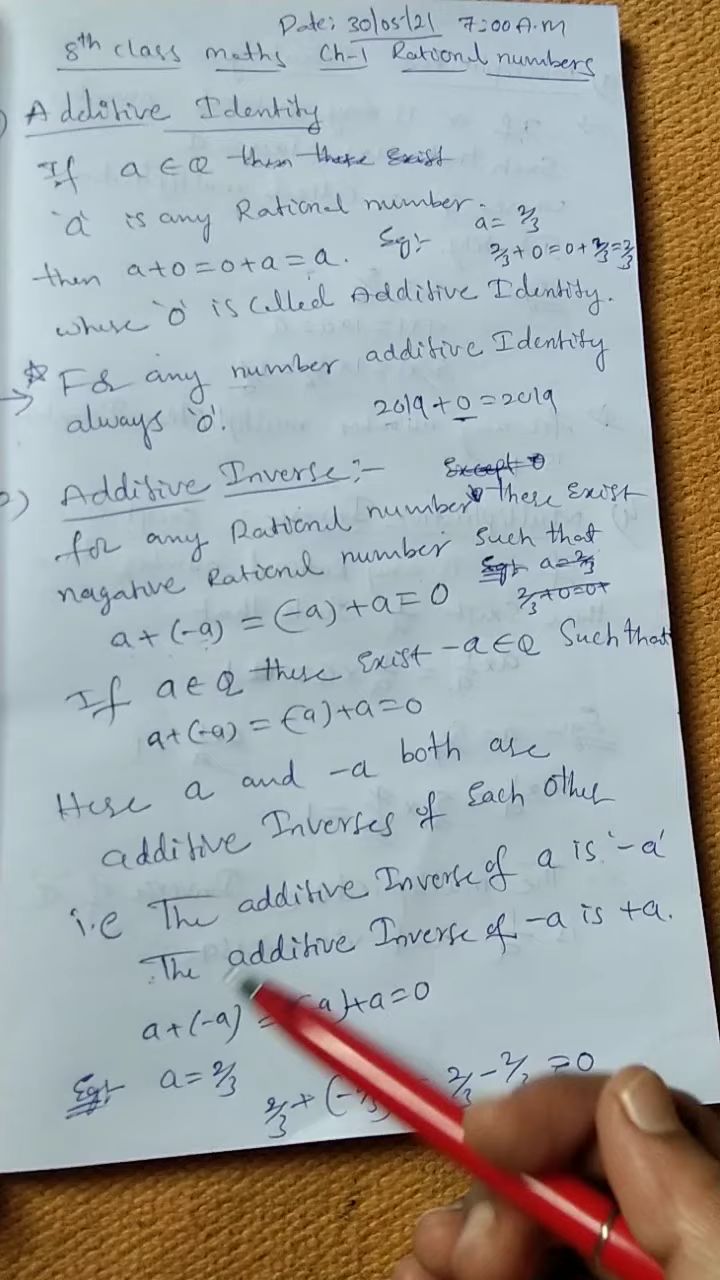 Date: 30/05/21 7:00 A.M
8th class maths Ch-1 Rational numbers
) Additive Identity
If a ∈ Q then there Exist
'a' is any Rational number.
Eg:- a = 2/3
then a+0=0+a=a.
2/3+0=0+2/3=2/3
where '0' is called Additive Identity.
☆ For any number additive Identity
→ always '0'.
2019+0=2019
2) Additive Inverse:-
Except 0
for any Rational number there Exist
nagative Rational number such that
Eg:- a=2/3
a+(-a) = (-a)+a=0
2/3+0=0+
If a∈Q there Exist -a∈Q Such that
a+(-a) = (-a)+a=0
Here a and -a both are
additive Inverses of Each other
i.e The additive Inverse of a is '-a'
The additive Inverse of -a is +a.
a+(-a) = a)+a=0
Eg:- a=2/3
2/3+(- 2/3-2/3 =0